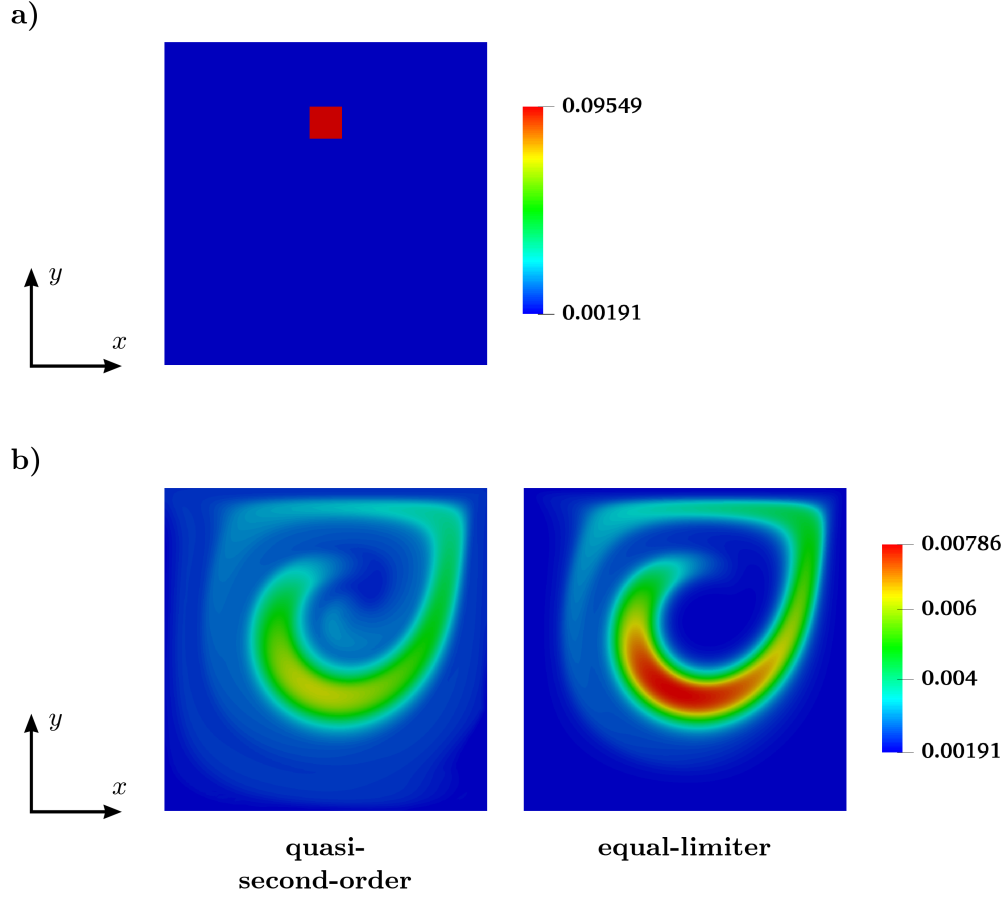 a)
0.09549
0.00191
y
x
b)
0.00786
0.006
0.004
0.00191
y
x
quasi-
second-order
equal-limiter